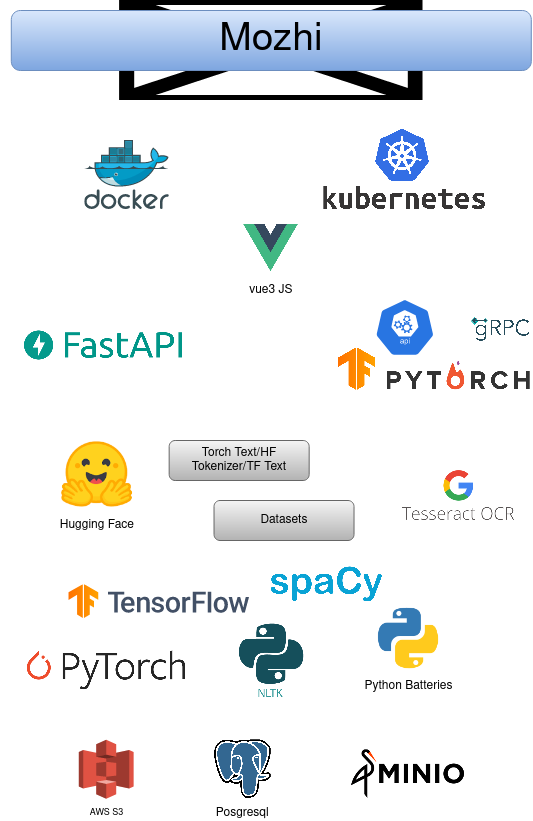 Mozhi
docker
kubernetes
vue3 JS
FastAPI
api
gRPC
TF PYTORCH
Torch Text/HF
Tokenizer/TF Text
Hugging Face
Datasets
Tesseract OCR
spaCy
TensorFlow
PyTorch
NLTK
Python Batteries
AWS S3
Posgresql
MINIO